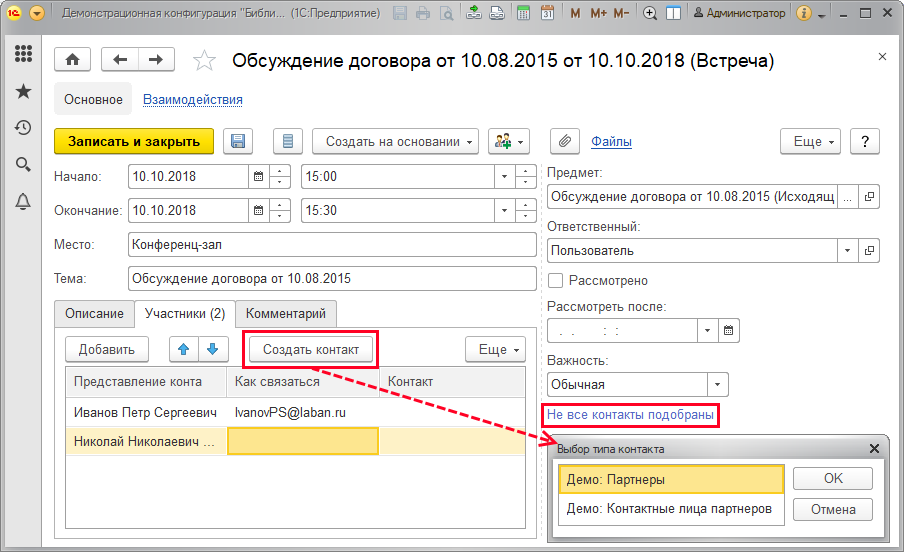 Демонстрационная конфигурация "Библи... (1С:Предприятие)
M M+ M- Администратор
Обсуждение договора от 10.08.2015 от 10.10.2018 (Встреча)
Основное Взаимодействия
Записать и закрыть Создать на основании Файлы Еще ?
Начало: 10.10.2018 15:00
Окончание: 10.10.2018 15:30
Место: Конференц-зал
Тема: Обсуждение договора от 10.08.2015
Предмет:
Обсуждение договора от 10.08.2015 (Исходящ ...
Ответственный:
Пользователь
Рассмотрено
Рассмотреть после:
. . : :
Важность:
Обычная
Не все контакты подобраны
Описание Участники (2) Комментарий
Добавить Создать контакт Еще
Представление конта Как связаться Контакт
Иванов Петр Сергеевич IvanovPS@laban.ru
Николай Николаевич ...
Выбор типа контакта
Демо: Партнеры OK
Демо: Контактные лица партнеров Отмена